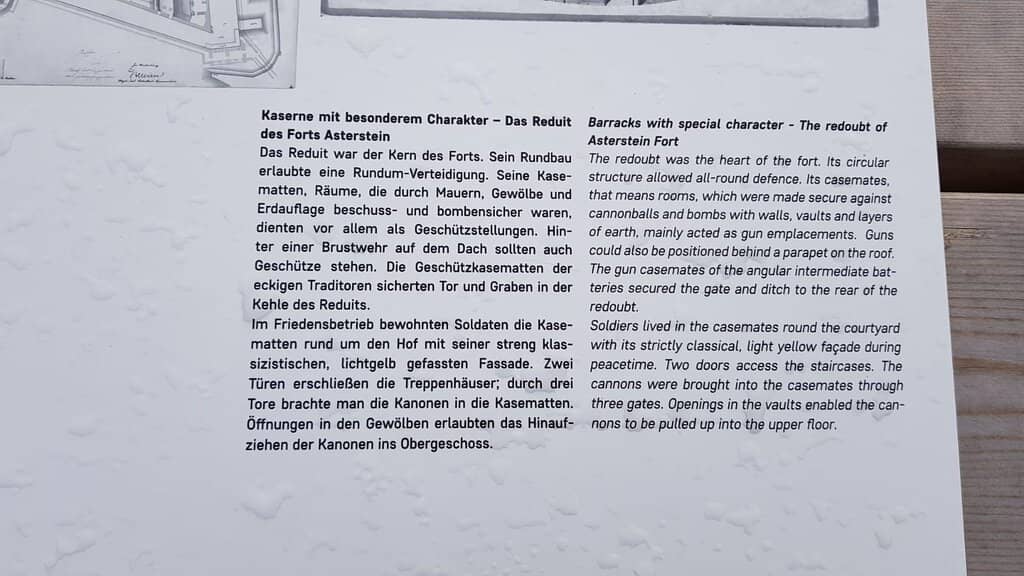 Kaserne mit besonderem Charakter – Das Reduit
des Forts Asterstein
Das Reduit war der Kern des Forts. Sein Rundbau
erlaubte eine Rundum-Verteidigung. Seine Kase-
matten, Räume, die durch Mauern, Gewölbe und
Erdauflage beschuss- und bombensicher waren,
dienten vor allem als Geschützstellungen. Hin-
ter einer Brustwehr auf dem Dach sollten auch
Geschütze stehen. Die Geschützkasematten der
eckigen Traditoren sicherten Tor und Graben in der
Kehle des Reduits.
Im Friedensbetrieb bewohnten Soldaten die Kase-
matten rund um den Hof mit seiner streng klas-
sizistischen, lichtgelb gefassten Fassade. Zwei
Türen erschließen die Treppenhäuser; durch drei
Tore brachte man die Kanonen in die Kasematten.
Öffnungen in den Gewölben erlaubten das Hinauf-
ziehen der Kanonen ins Obergeschoss.
Barracks with special character - The redoubt of
Asterstein Fort
The redoubt was the heart of the fort. Its circular
structure allowed all-round defence. Its casemates,
that means rooms, which were made secure against
cannonballs and bombs with walls, vaults and layers
of earth, mainly acted as gun emplacements. Guns
could also be positioned behind a parapet on the roof.
The gun casemates of the angular intermediate bat-
teries secured the gate and ditch to the rear of the
redoubt.
Soldiers lived in the casemates round the courtyard
with its strictly classical, light yellow façade during
peacetime. Two doors access the staircases. The
cannons were brought into the casemates through
three gates. Openings in the vaults enabled the can-
nons to be pulled up into the upper floor.